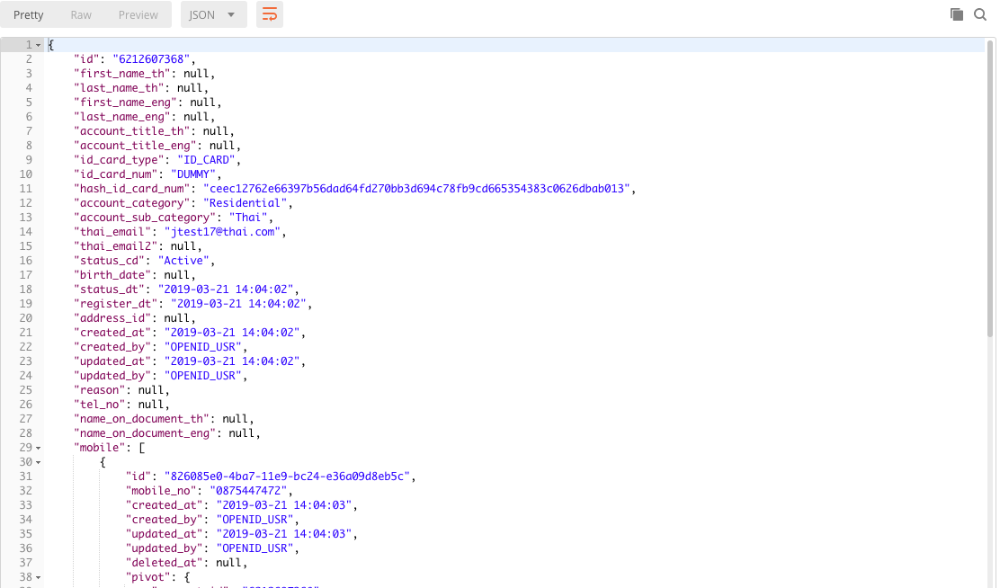 Pretty Raw Preview JSON
1 {
2 "id": "6212607368",
3 "first_name_th": null,
4 "last_name_th": null,
5 "first_name_eng": null,
6 "last_name_eng": null,
7 "account_title_th": null,
8 "account_title_eng": null,
9 "id_card_type": "ID_CARD",
10 "id_card_num": "DUMMY",
11 "hash_id_card_num": "ceec12762e66397b56dad64fd270bb3d694c78fb9cd665354383c0626dbab013",
12 "account_category": "Residential",
13 "account_sub_category": "Thai",
14 "thai_email": "jtest17@thai.com",
15 "thai_email2": null,
16 "status_cd": "Active",
17 "birth_date": null,
18 "status_dt": "2019-03-21 14:04:02",
19 "register_dt": "2019-03-21 14:04:02",
20 "address_id": null,
21 "created_at": "2019-03-21 14:04:02",
22 "created_by": "OPENID_USR",
23 "updated_at": "2019-03-21 14:04:02",
24 "updated_by": "OPENID_USR",
25 "reason": null,
26 "tel_no": null,
27 "name_on_document_th": null,
28 "name_on_document_eng": null,
29 "mobile": [
30 {
31 "id": "826085e0-4ba7-11e9-bc24-e36a09d8eb5c",
32 "mobile_no": "0875447472",
33 "created_at": "2019-03-21 14:04:03",
34 "created_by": "OPENID_USR",
35 "updated_at": "2019-03-21 14:04:03",
36 "updated_by": "OPENID_USR",
37 "deleted_at": null,
38 "pivot": {